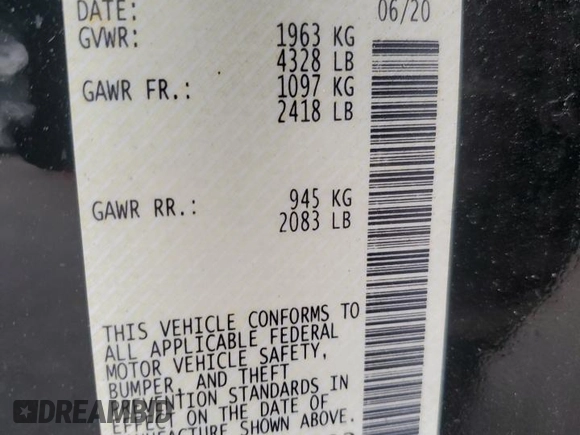 DATE: 06/20
GVWR: 1963 KG
4328 LB
GAWR FR.: 1097 KG
2418 LB
GAWR RR.: 945 KG
2083 LB
THIS VEHICLE CONFORMS TO
ALL APPLICABLE FEDERAL
MOTOR VEHICLE SAFETY,
BUMPER, AND THEFT
STANDARDS IN
EFFECT ON THE DATE OF
SHOWN ABOVE.
DREAMBID